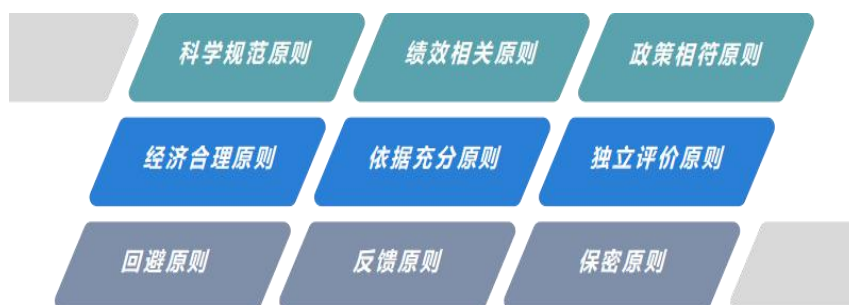 科学规范原则 绩效相关原则 政策相符原则
经济合理原则 依据充分原则 独立评价原则
回避原则 反馈原则 保密原则